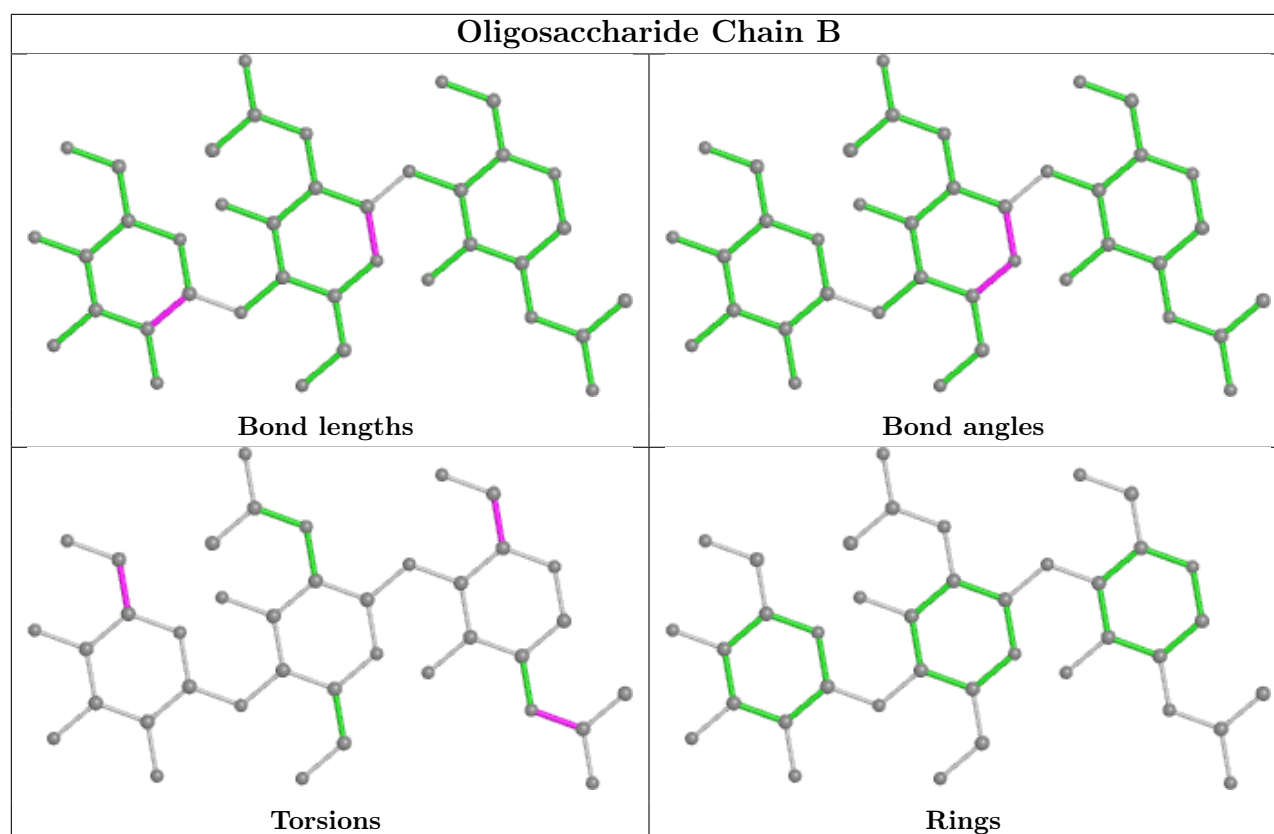 Oligosaccharide Chain B
Bond lengths
Bond angles
Torsions
Rings